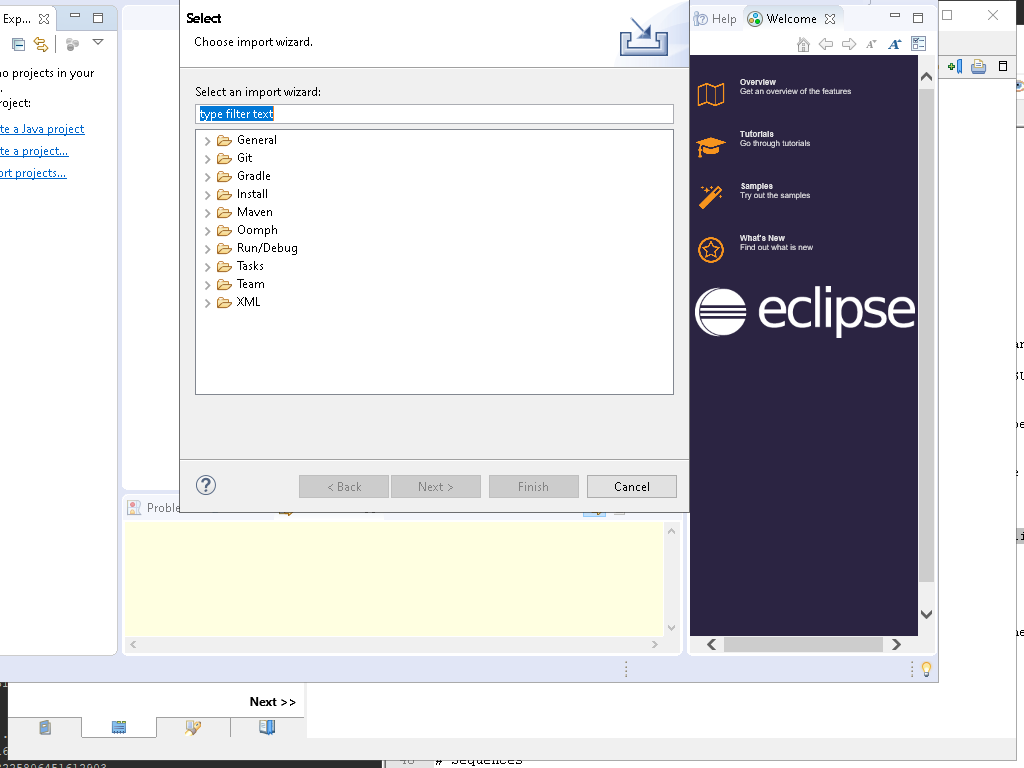 Exp...
no projects in your
roject:
te a Java project
te a project...
ort projects...
Select
Choose import wizard.
Select an import wizard:
type filter text
General
Git
Gradle
Install
Maven
Oomph
Run/Debug
Tasks
Team
XML
?
< Back
Next >
Finish
Cancel
Proble
Help
Welcome
Overview
Get an overview of the features
Tutorials
Go through tutorials
Samples
Try out the samples
What's New
Find out what is new
eclipse
Next >>
# Sequences